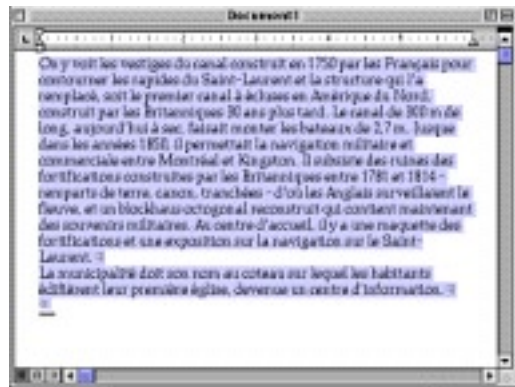 Document1
On y voit les vestiges du canal construit en 1750 par les Français pour
contourner les rapides du Saint-Laurent et la structure qui l'a
remplacé, soit le premier canal à écluses en Amérique du Nord,
construit par les Britanniques 30 ans plus tard. Le canal de 300 m de
long, aujourd'hui à sec, faisait monter les bateaux de 2,7 m. Jusque
dans les années 1850, il permettait la navigation militaire et
commerciale entre Montréal et Kingston. Il subsiste des ruines des
fortifications construites par les Britanniques entre 1781 et 1814 -
remparts de terre, canon, tranchées - d'où les Anglais surveillaient le
fleuve, et un blockhaus octogonal reconstruit qui contient maintenant
des souvenirs militaires. Au centre d'accueil, il y a une maquette des
fortifications et une exposition sur la navigation sur le Saint-
Laurent.
La municipalité doit son nom au coteau sur lequel les habitants
édifièrent leur première église, devenue un centre d'information.